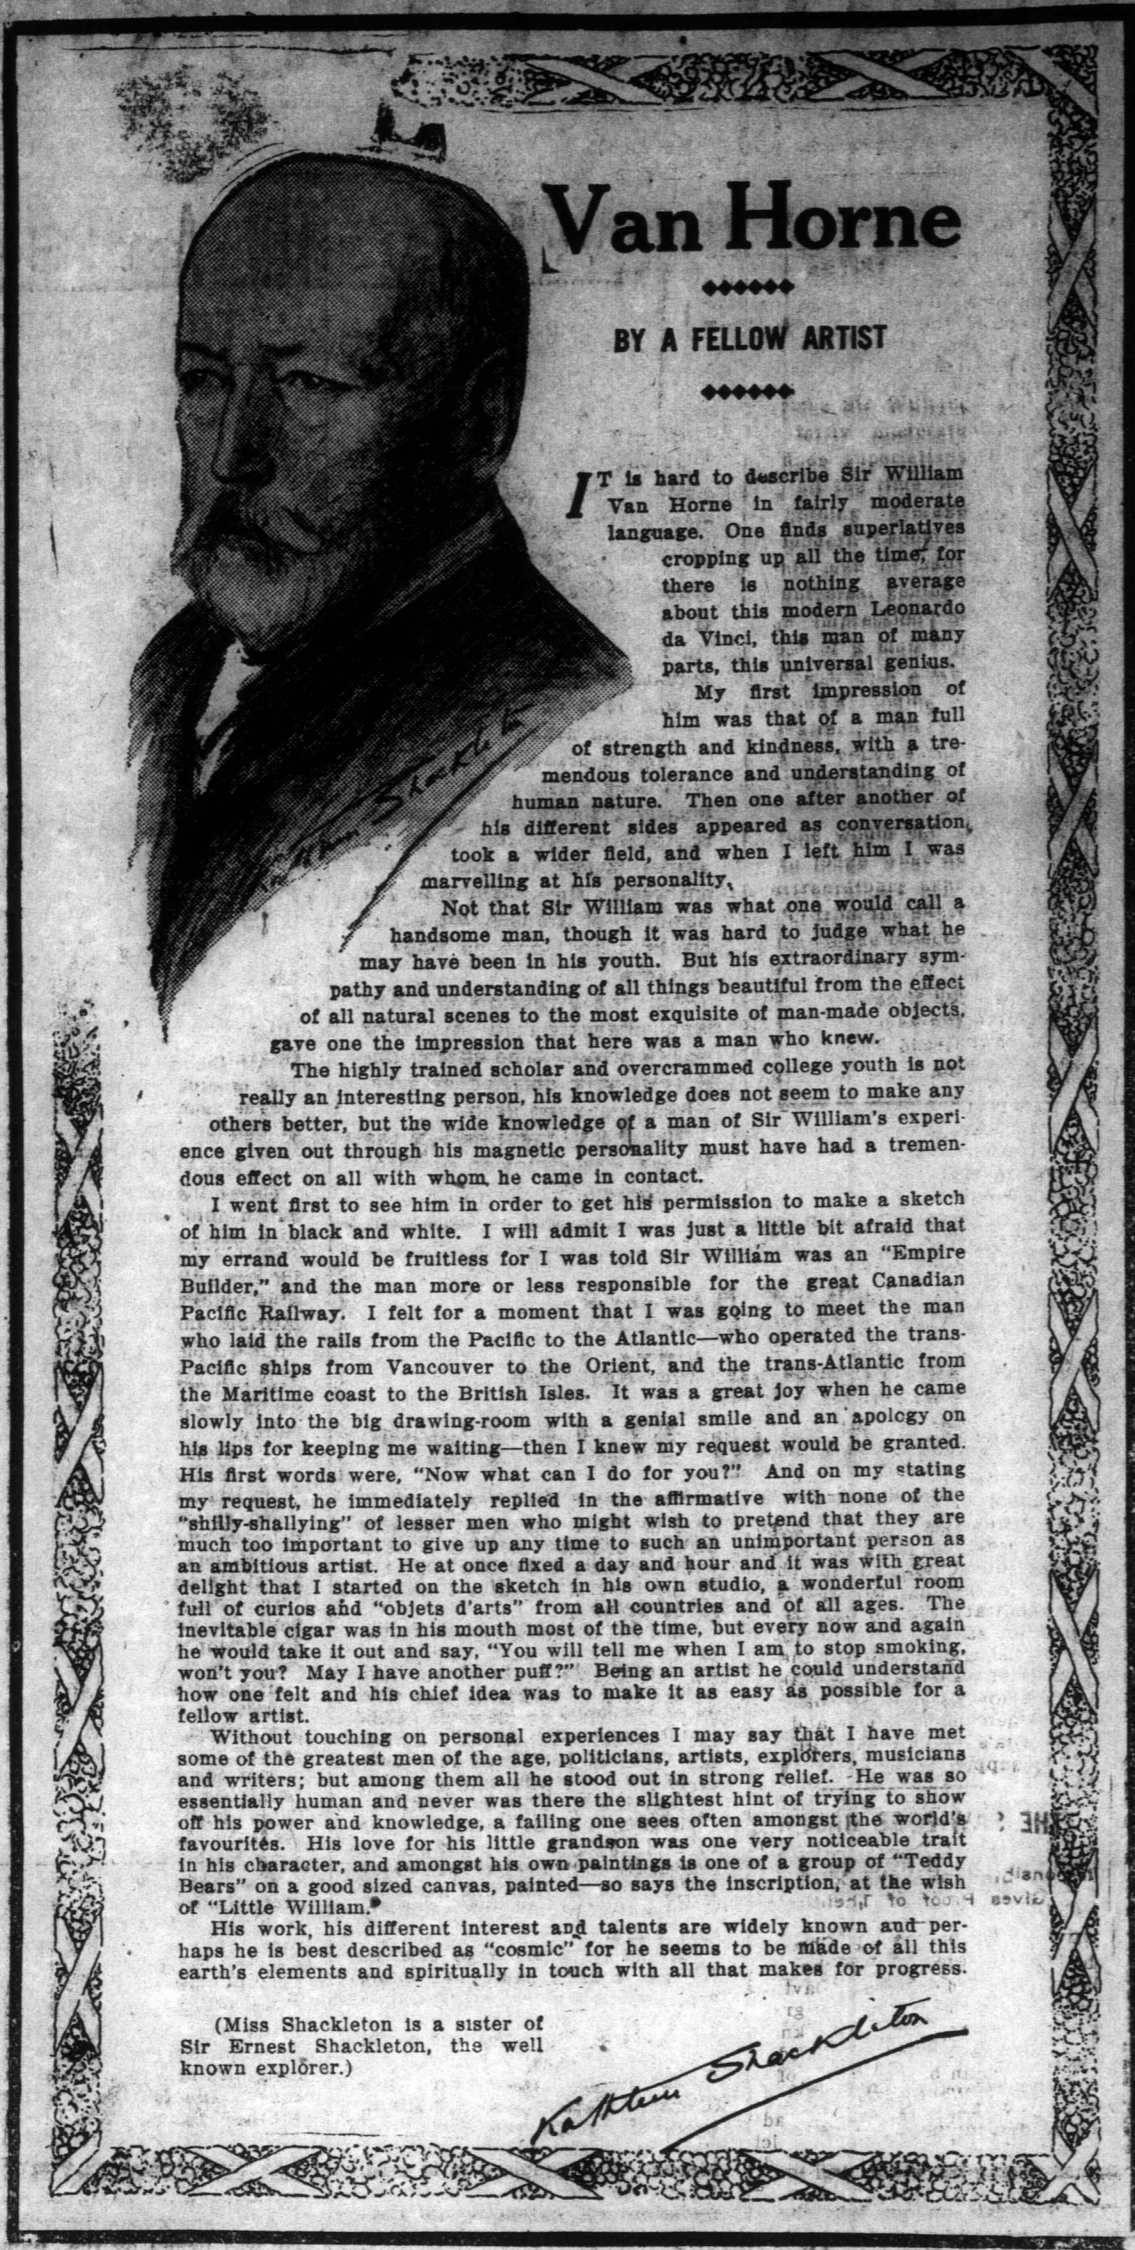 Van Horne
BY A FELLOW ARTIST
IT is hard to describe Sir William
Van Horne in fairly moderate
language. One finds superlatives
cropping up all the time, for
there is nothing average
about this modern Leonardo
da Vinci, this man of many
parts, this universal genius.
My first impression of
him was that of a man full
of strength and kindness, with a tre-
mendous tolerance and understanding of
human nature. Then one after another of
his different sides appeared as conversation
took a wider field, and when I left him I was
marvelling at his personality.
Not that Sir William was what one would call a
handsome man, though it was hard to judge what he
may have been in his youth. But his extraordinary sym-
pathy and understanding of all things beautiful from the effect
of all natural scenes to the most exquisite of man-made objects,
gave one the impression that here was a man who knew.
The highly trained scholar and overcrammed college youth is not
really an interesting person, his knowledge does not seem to make any
others better, but the wide knowledge of a man of Sir William's experi-
ence given out through his magnetic personality must have had a tremen-
dous effect on all with whom he came in contact.
I went first to see him in order to get his permission to make a sketch
of him in black and white. I will admit I was just a little bit afraid that
my errand would be fruitless for I was told Sir William was an "Empire
Builder," and the man more or less responsible for the great Canadian
Pacific Railway. I felt for a moment that I was going to meet the man
who laid the rails from the Pacific to the Atlantic—who operated the trans-
Pacific ships from Vancouver to the Orient, and the trans-Atlantic from
the Maritime coast to the British Isles. It was a great joy when he came
slowly into the big drawing-room with a genial smile and an apology on
his lips for keeping me waiting—then I knew my request would be granted.
His first words were, "Now what can I do for you?" And on my stating
my request, he immediately replied in the affirmative with none of the
"shilly-shallying" of lesser men who might wish to pretend that they are
much too important to give up any time to such an unimportant person as
an ambitious artist. He at once fixed a day and hour and it was with great
delight that I started on the sketch in his own studio, a wonderful room
full of curios and "objets d'arts" from all countries and of all ages. The
inevitable cigar was in his mouth most of the time, but every now and again
he would take it out and say, "You will tell me when I am to stop smoking,
won't you? May I have another puff?" Being an artist he could understand
how one felt and his chief idea was to make it as easy as possible for a
fellow artist.
Without touching on personal experiences I may say that I have met
some of the greatest men of the age, politicians, artists, explorers, musicians
and writers; but among them all he stood out in strong relief. He was so
essentially human and never was there the slightest hint of trying to show
off his power and knowledge, a failing one sees often amongst the world's
favourites. His love for his little grandson was one very noticeable trait
in his character, and amongst his own paintings is one of a group of "Teddy
Bears" on a good sized canvas, painted—so says the inscription, at the wish
of "Little William."
His work, his different interest and talents are widely known and per-
haps he is best described as "cosmic" for he seems to be made of all this
earth's elements and spiritually in touch with all that makes for progress.
(Miss Shackleton is a sister of
Sir Ernest Shackleton, the well
known explorer.)
Kathleen Shackleton
Kathleen Shackleton